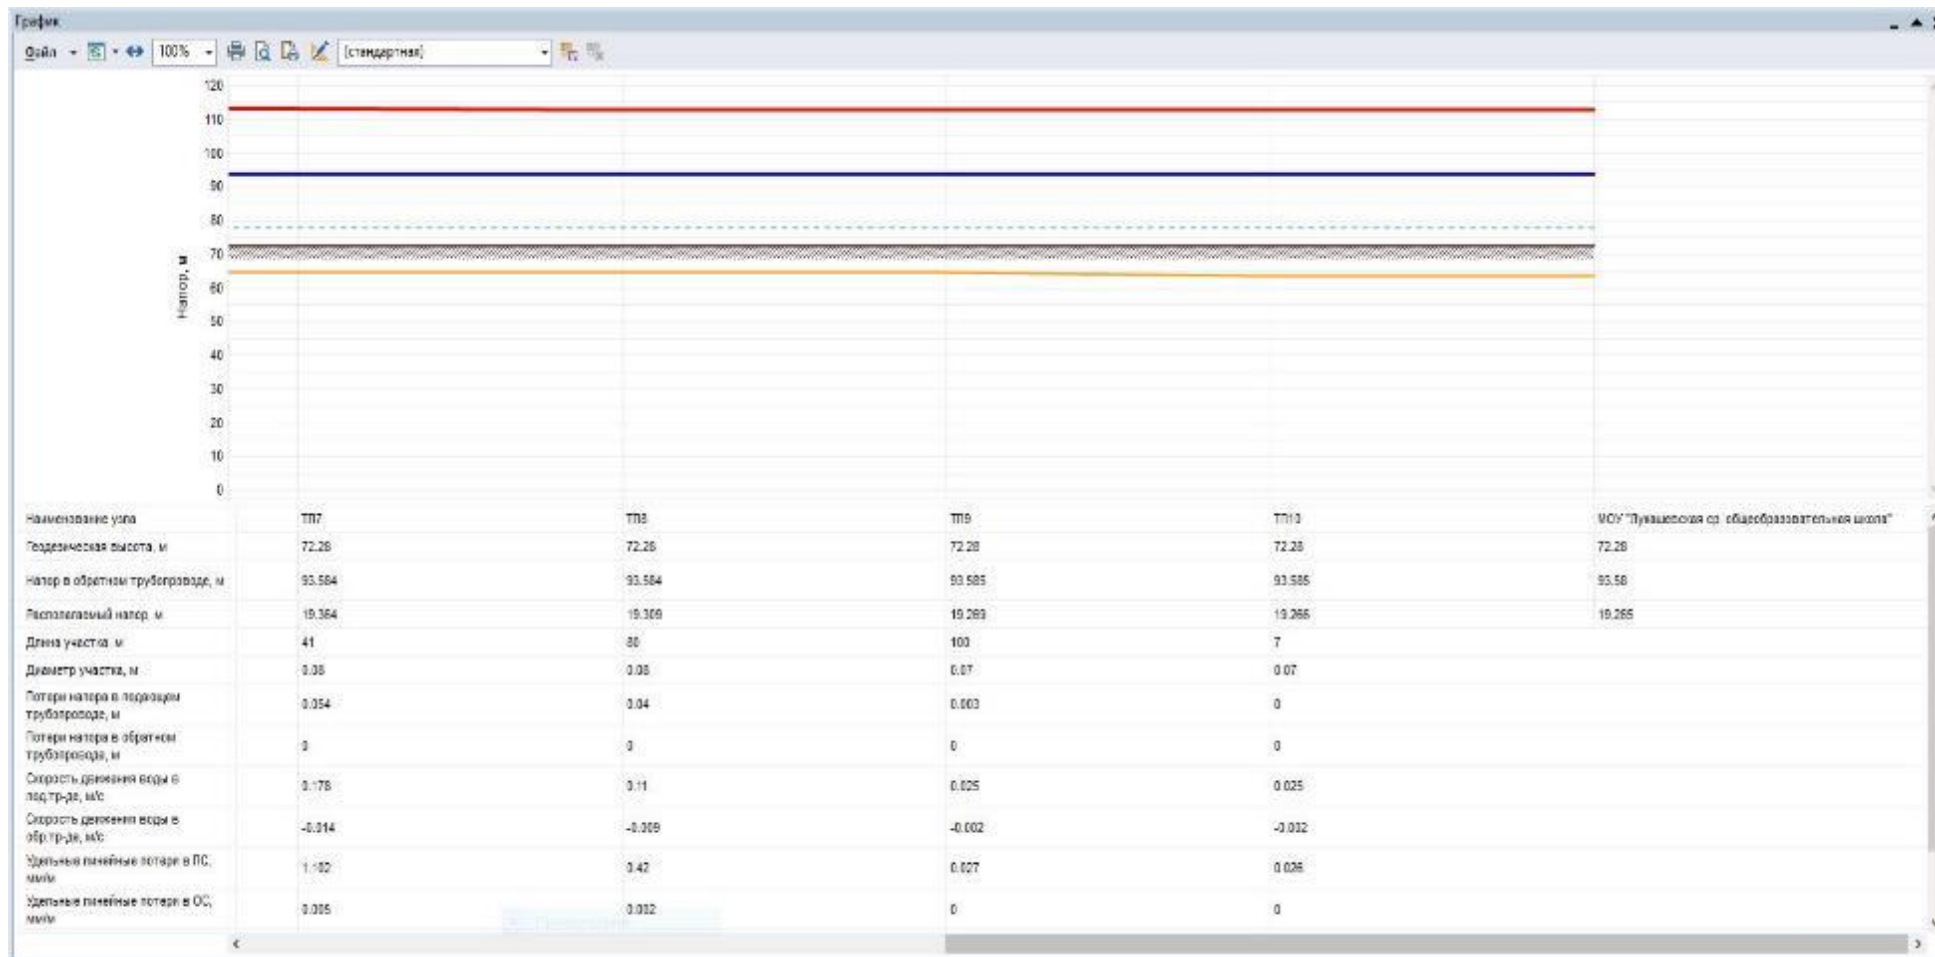 График
Файл 100% (стандартная)
120
110
100
90
80
70
60
50
40
30
20
10
0
Напор, м
Наименование узла ТП7 ТП8 ТП9 ТП10 МОУ "Лукашевская ср. общеобразовательная школа"
Геодезическая высота, м 72.28 72.28 72.28 72.28 72.28
Напор в обратном трубопроводе, м 93.584 93.584 93.585 93.585 93.58
Располагаемый напор, м 19.364 19.309 19.269 19.266 19.265
Длина участка, м 41 80 100 7
Диаметр участка, м 0.08 0.08 0.07 0.07
Потери напора в подающем
трубопроводе, м 0.054 0.04 0.003 0
Потери напора в обратном
трубопроводе, м 0 0 0 0
Скорость движения воды в
под.тр-де, м/с 0.178 0.11 0.025 0.025
Скорость движения воды в
обр.тр-де, м/с -0.014 -0.009 -0.002 -0.002
Удельные линейные потери в ПС,
мм/м 1.102 0.42 0.027 0.026
Удельные линейные потери в ОС,
мм/м 0.005 0.002 0 0